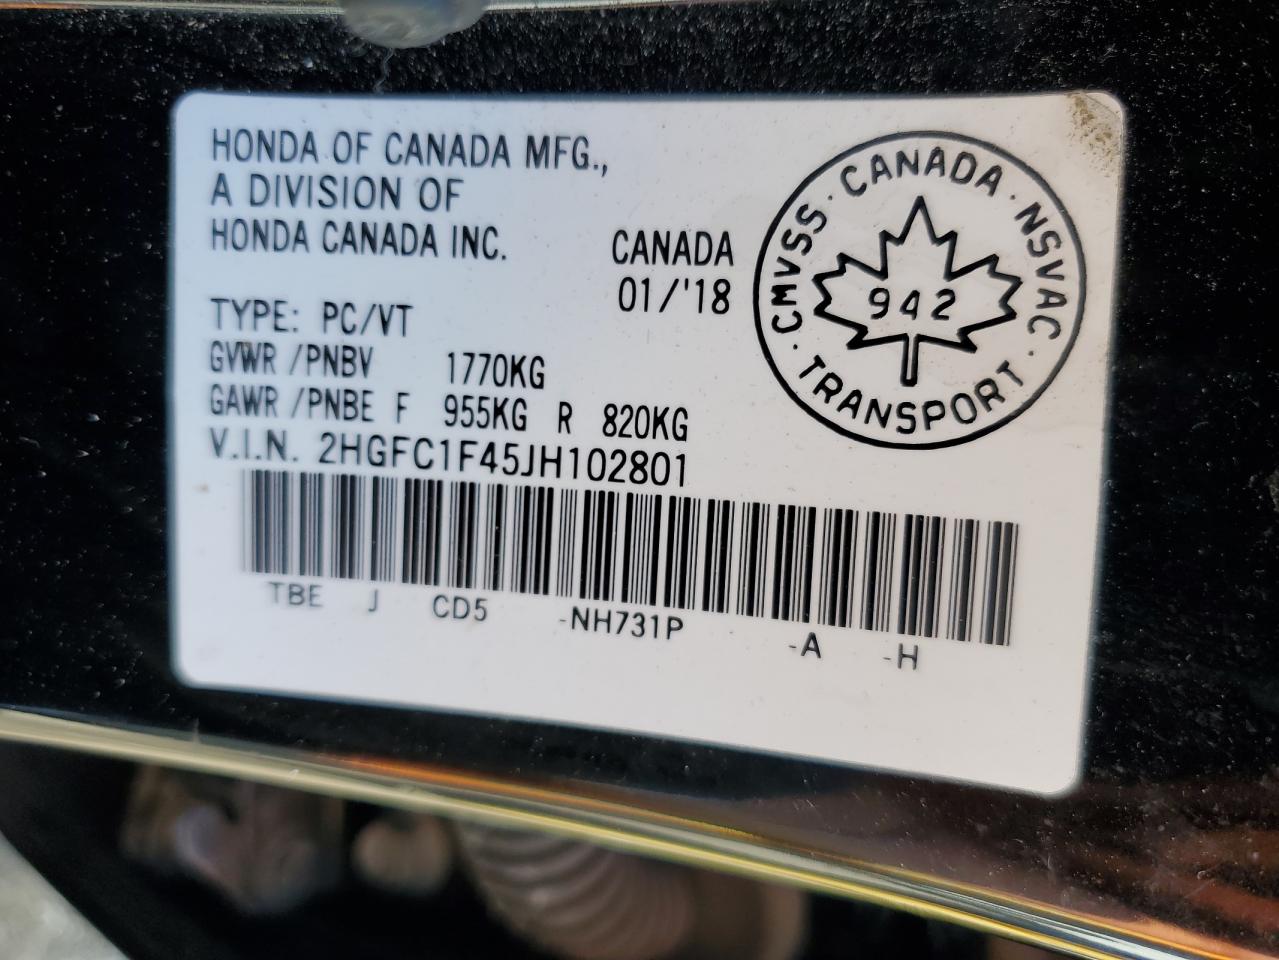 HONDA OF CANADA MFG.,
A DIVISION OF
HONDA CANADA INC.
CANADA
01/'18
TYPE: PC/VT
GVWR /PNBV 1770KG
GAWR /PNBE F 955KG R 820KG
V.I.N. 2HGFC1F45JH102801
TBE J CD5 -NH731P -A -H
CMVSS · CANADA · NSVAC ·
942
· TRANSPORT ·